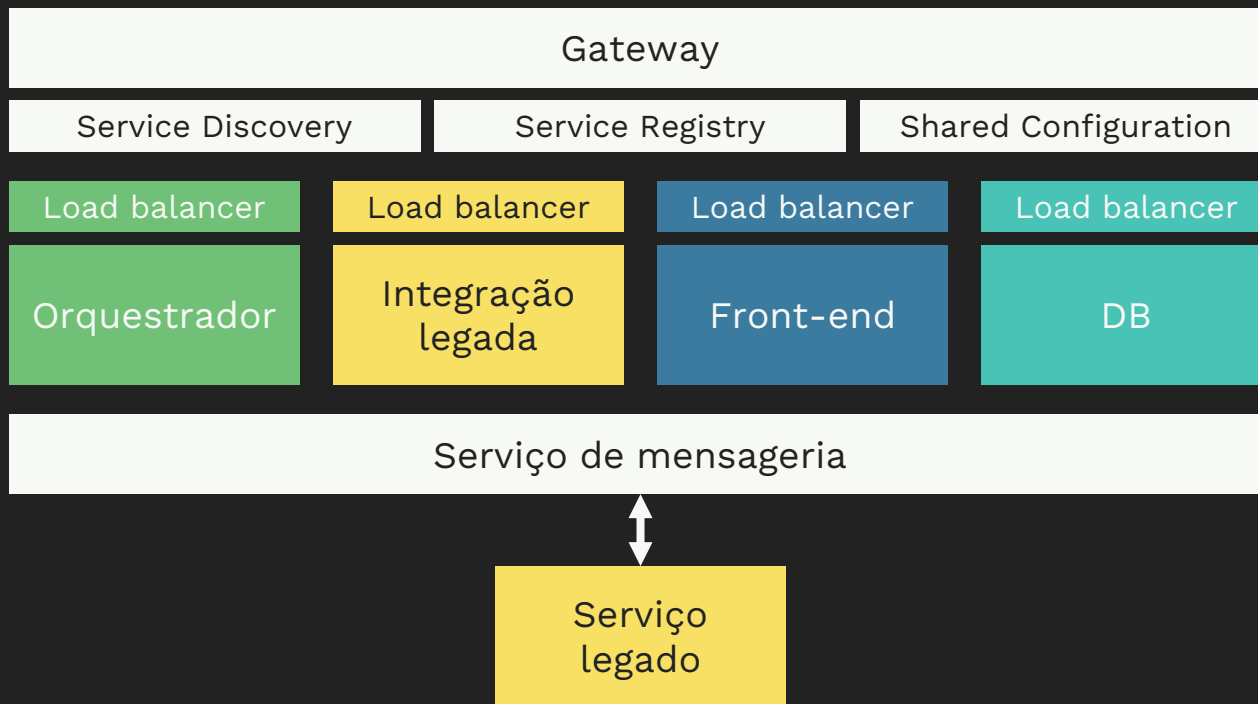 Gateway
Service Discovery
Service Registry
Shared Configuration
Load balancer
Load balancer
Load balancer
Load balancer
Orquestrador
Integração
legada
Front-end
DB
Serviço de mensageria
Serviço
legado